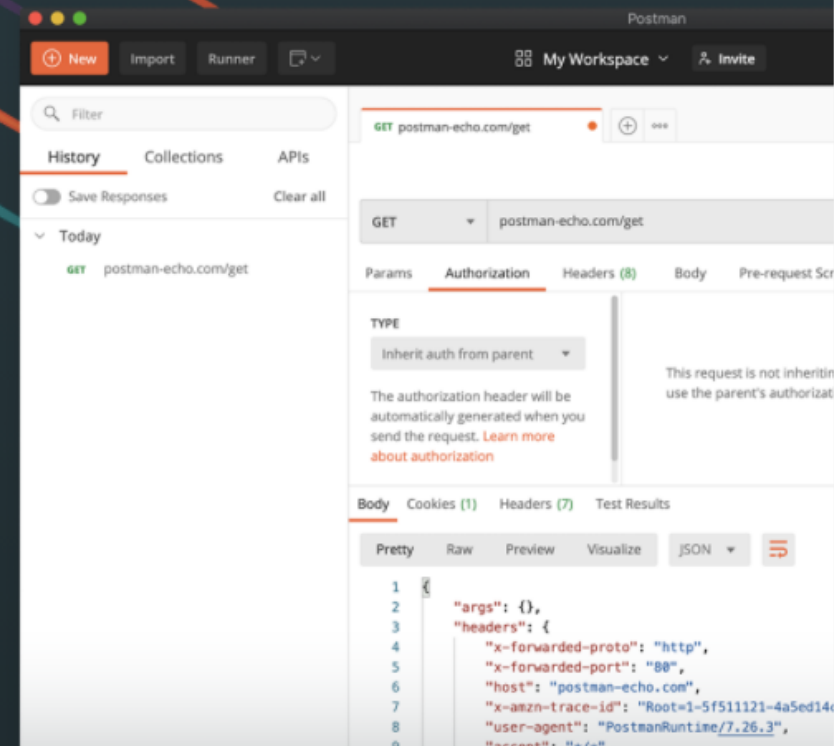 Postman
New Import Runner My Workspace Invite
Filter
History Collections APIs
Save Responses Clear all
Today
GET postman-echo.com/get
GET postman-echo.com/get
GET postman-echo.com/get
Params Authorization Headers (8) Body Pre-request Scr
TYPE
Inherit auth from parent
The authorization header will be
automatically generated when you
send the request. Learn more
about authorization
This request is not inheritin
use the parent's authorizat
Body Cookies (1) Headers (7) Test Results
Pretty Raw Preview Visualize JSON
1 {
2 "args": {},
3 "headers": {
4 "x-forwarded-proto": "http",
5 "x-forwarded-port": "80",
6 "host": "postman-echo.com",
7 "x-amzn-trace-id": "Root=1-5f511121-4a5ed14c
8 "user-agent": "PostmanRuntime/7.26.3",